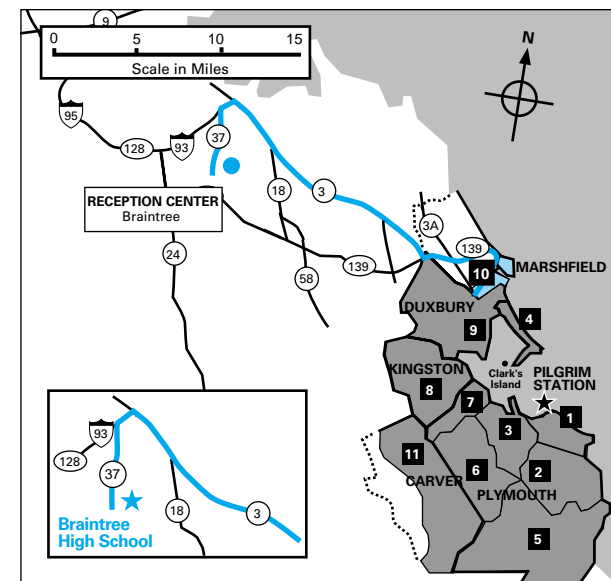 9
0 5 10 15
Scale in Miles
N
95
128
93
37
18
3
RECEPTION CENTER
Braintree
24
58
139
3A
139
10
MARSHFIELD
DUXBURY
9
4
KINGSTON
8
Clark's
Island
PILGRIM
STATION
7
3
1
11
CARVER
6
2
PLYMOUTH
5
93
128
37
18
3
Braintree
High School